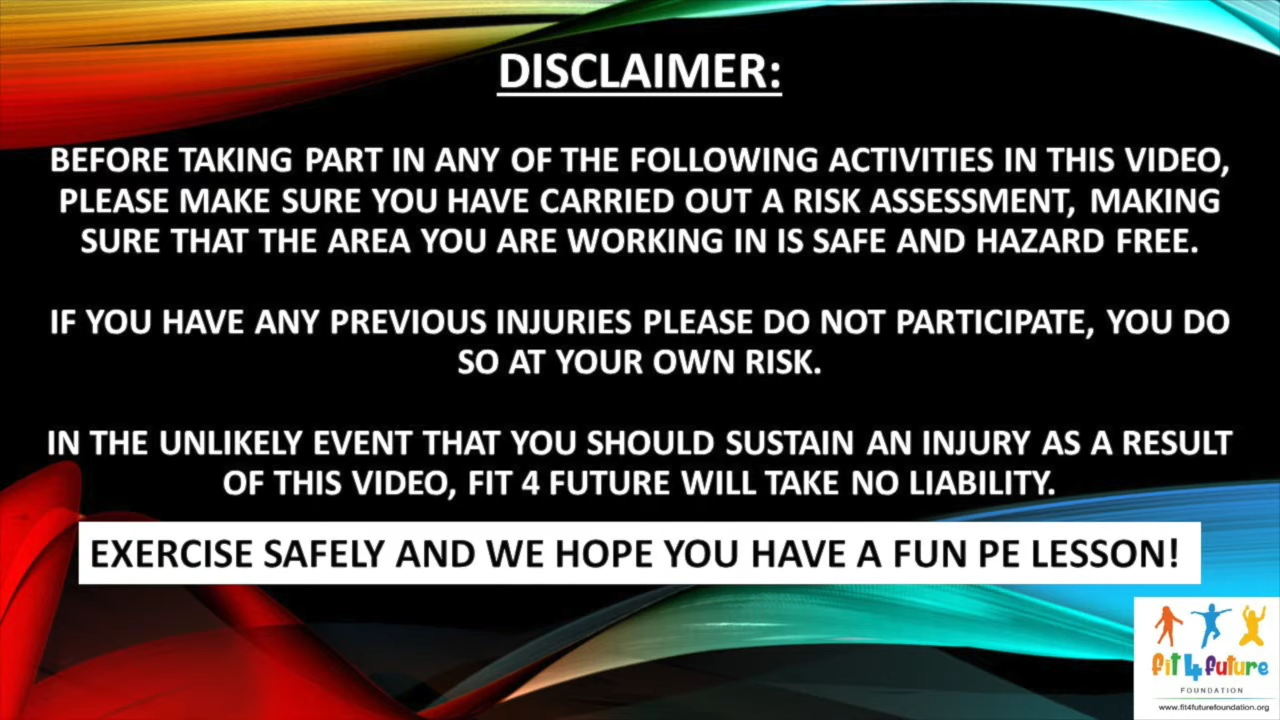 DISCLAIMER:
BEFORE TAKING PART IN ANY OF THE FOLLOWING ACTIVITIES IN THIS VIDEO,
PLEASE MAKE SURE YOU HAVE CARRIED OUT A RISK ASSESSMENT, MAKING
SURE THAT THE AREA YOU ARE WORKING IN IS SAFE AND HAZARD FREE.
IF YOU HAVE ANY PREVIOUS INJURIES PLEASE DO NOT PARTICIPATE, YOU DO
SO AT YOUR OWN RISK.
IN THE UNLIKELY EVENT THAT YOU SHOULD SUSTAIN AN INJURY AS A RESULT
OF THIS VIDEO, FIT 4 FUTURE WILL TAKE NO LIABILITY.
EXERCISE SAFELY AND WE HOPE YOU HAVE A FUN PE LESSON!
fit 4 future
FOUNDATION
www.fit4futurefoundation.org